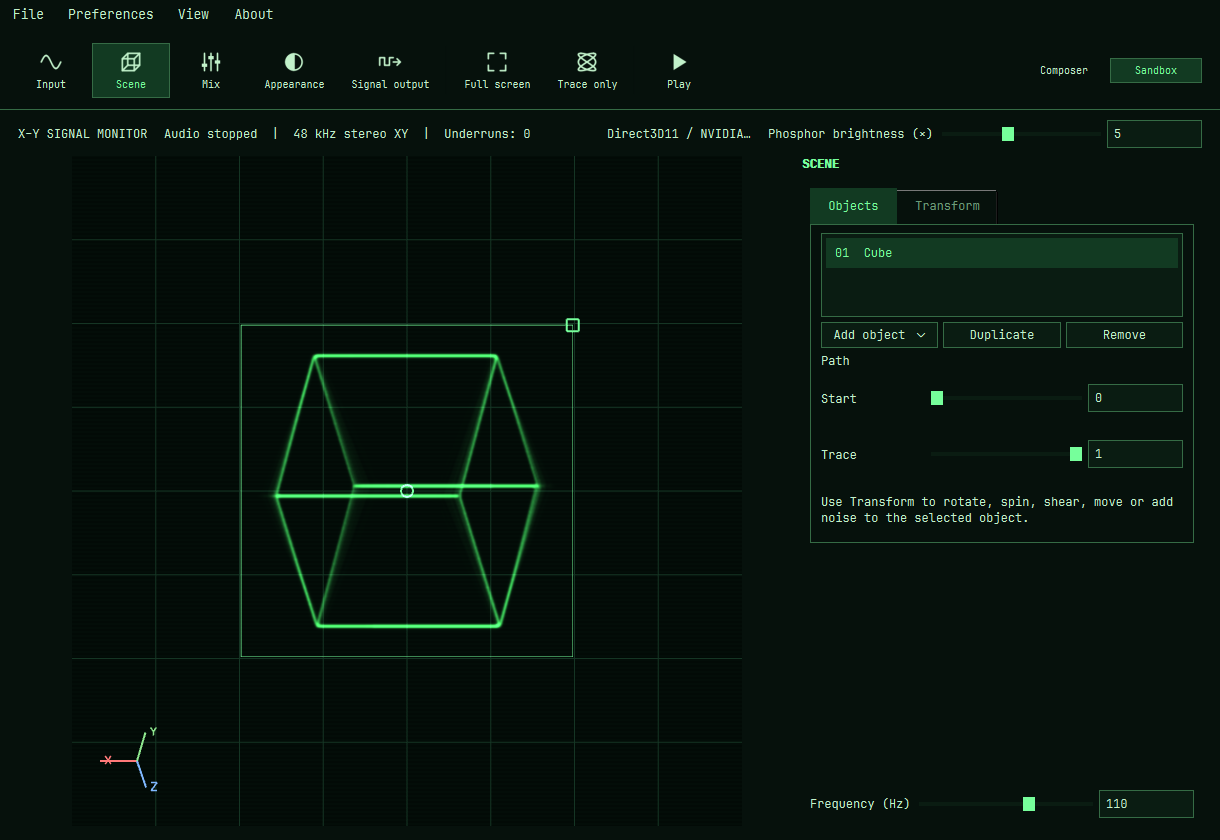 File Preferences View About
Input Scene Mix Appearance Signal output Full screen Trace only Play Composer Sandbox
X-Y SIGNAL MONITOR Audio stopped | 48 kHz stereo XY | Underruns: 0 Direct3D11 / NVIDIA… Phosphor brightness (×) 5
SCENE
Objects Transform
01 Cube
Add object Duplicate Remove
Path
Start 0
Trace 1
Use Transform to rotate, spin, shear, move or add
noise to the selected object.
Y
X
Z
Frequency (Hz) 110